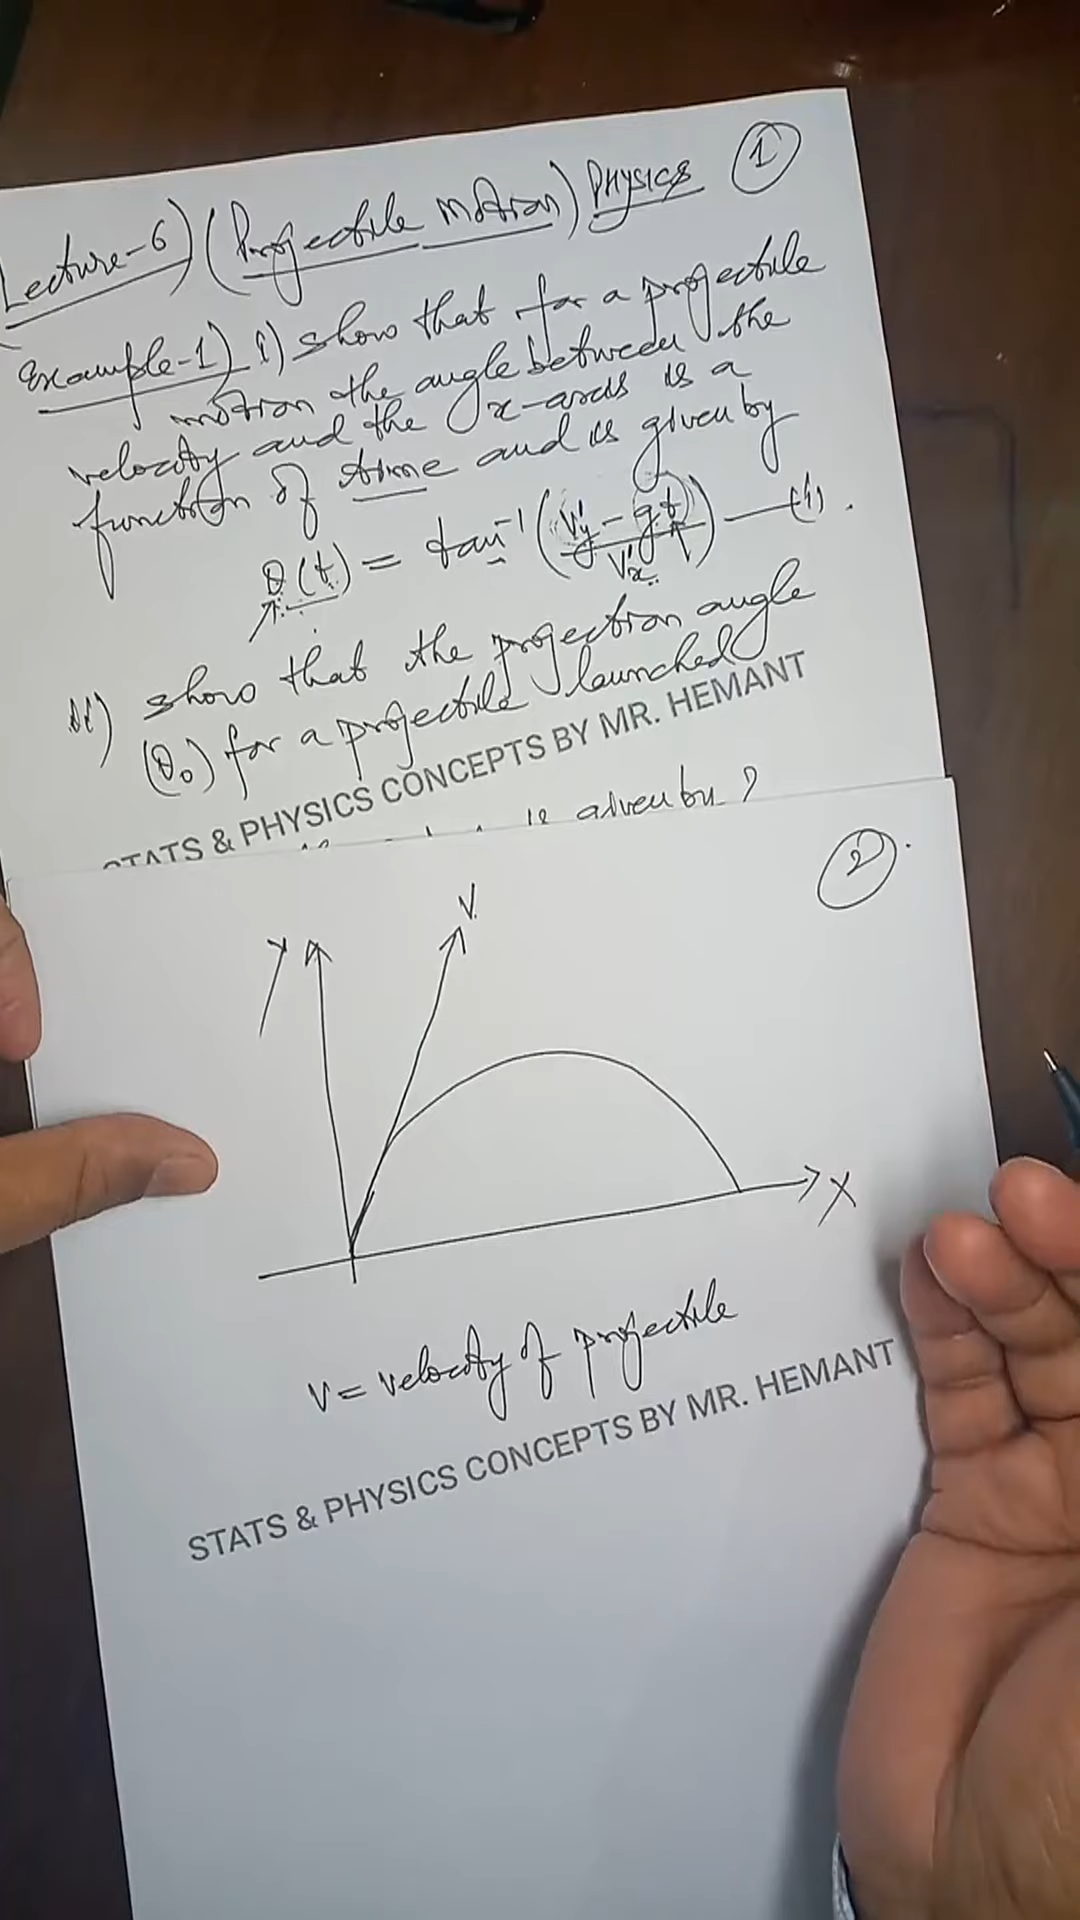 Lecture-6) (Projectile motion) Physics ①
Example-1) i) show that for a projectile
motion the angle between the
velocity and the x-axis is a
function of time and is given by
θ(t) = tan⁻¹ (Vy' - gt / Vx') — (1).
ii) show that the projection angle
(θ₀) for a projectile launched
STATS & PHYSICS CONCEPTS BY MR. HEMANT
is given by ?
②
Y
V
X
V = velocity of projectile
STATS & PHYSICS CONCEPTS BY MR. HEMANT